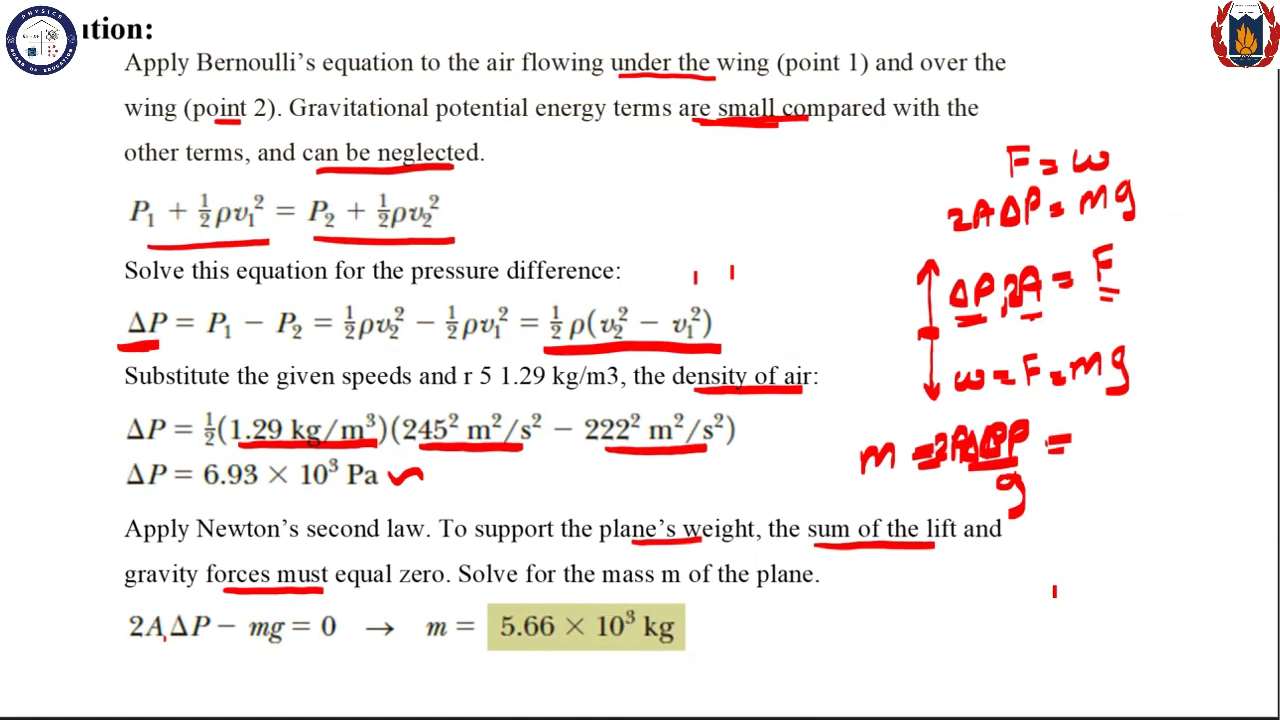 PHYSICS
BOARD OF EDUCATION
ution:
Apply Bernoulli's equation to the air flowing under the wing (point 1) and over the
wing (point 2). Gravitational potential energy terms are small compared with the
other terms, and can be neglected.
P₁ + ½ρv₁² = P₂ + ½ρv₂²
Solve this equation for the pressure difference:
ΔP = P₁ − P₂ = ½ρv₂² − ½ρv₁² = ½ρ(v₂² − v₁²)
Substitute the given speeds and r 5 1.29 kg/m3, the density of air:
ΔP = ½(1.29 kg/m³)(245² m²/s² − 222² m²/s²)
ΔP = 6.93 × 10³ Pa
Apply Newton's second law. To support the plane's weight, the sum of the lift and
gravity forces must equal zero. Solve for the mass m of the plane.
2A,ΔP − mg = 0 → m = 5.66 × 10³ kg
F = w
2AΔP = mg
ΔP,2A = F
w = F = mg
m = 2AΔP =
g